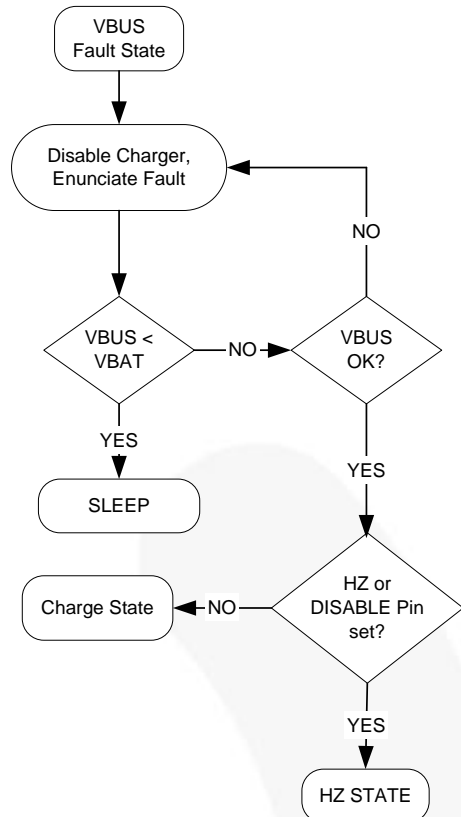 VBUS
Fault State
Disable Charger,
Enunciate Fault
NO
VBUS <
VBAT
NO
VBUS
OK?
YES
YES
SLEEP
HZ or
DISABLE Pin
set?
NO
Charge State
YES
HZ STATE